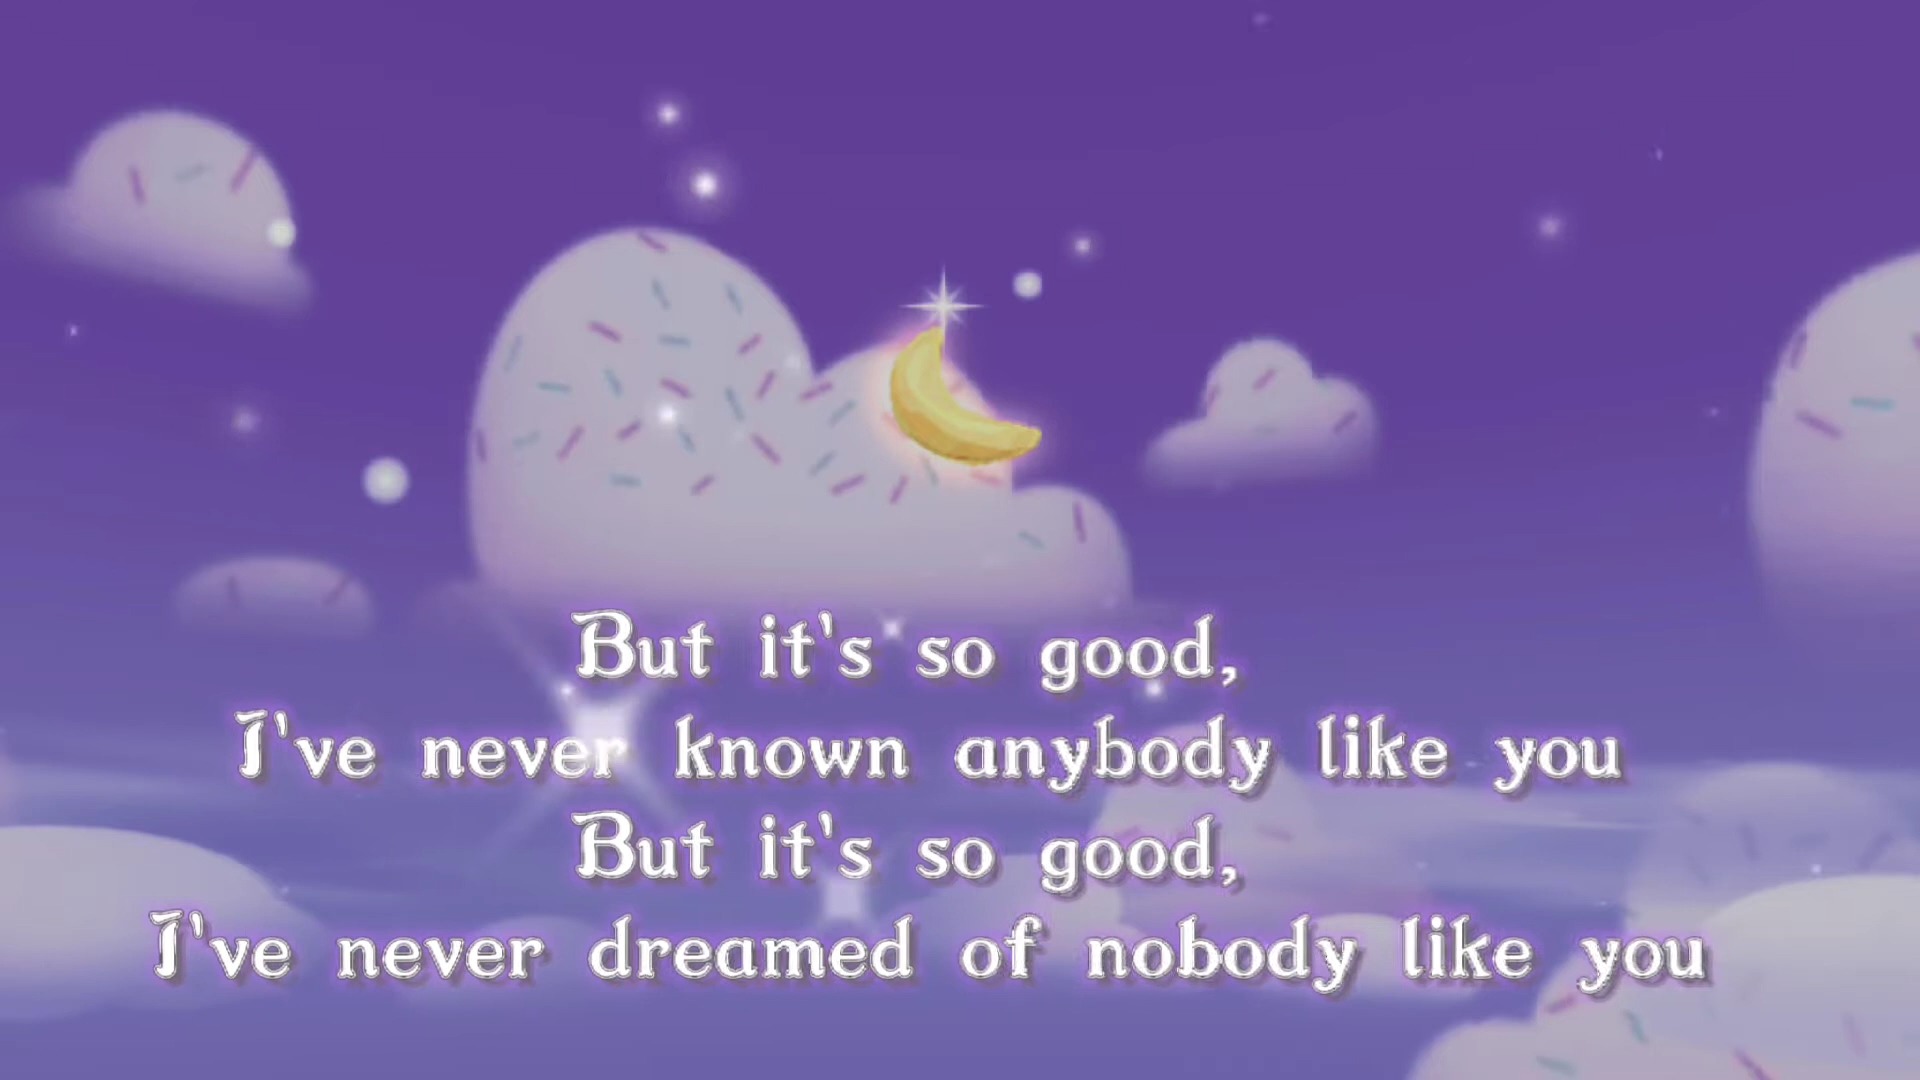 But it's so good,
I've never known anybody like you
But it's so good,
I've never dreamed of nobody like you